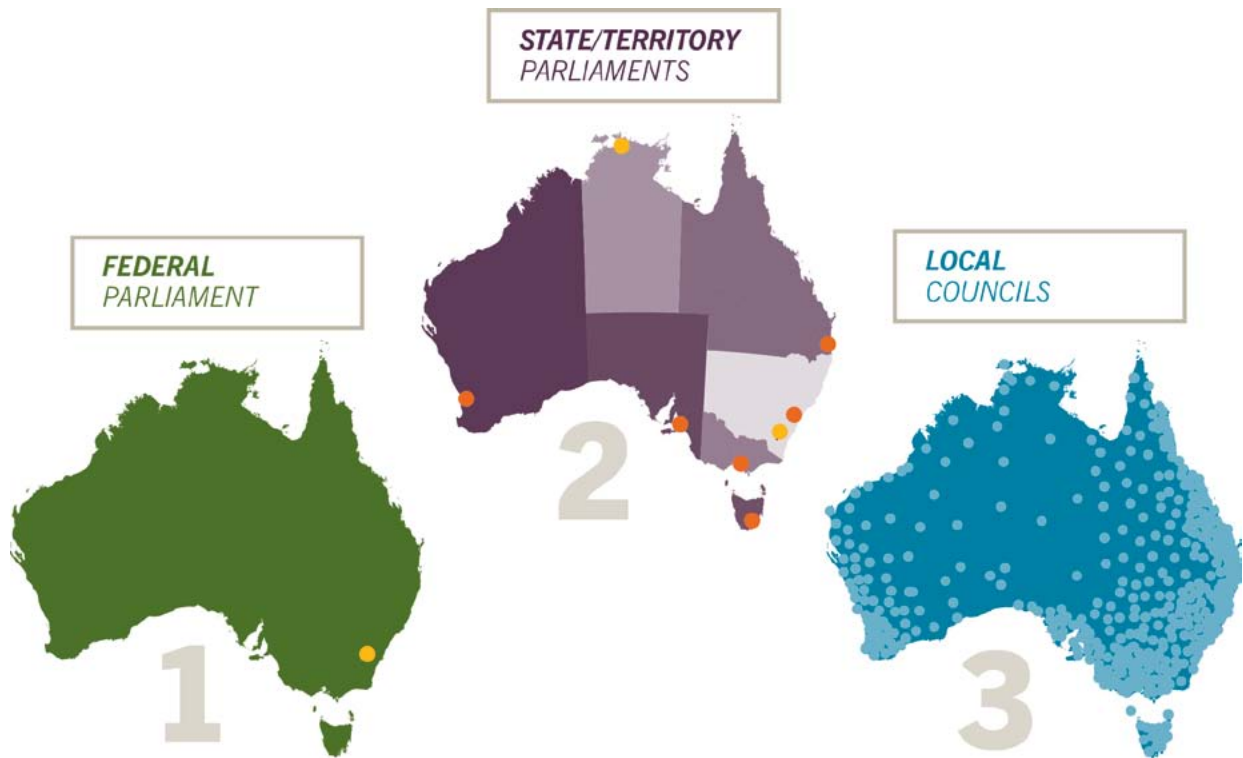 STATE/TERRITORY
PARLIAMENTS
FEDERAL
PARLIAMENT
LOCAL
COUNCILS
2
1
3